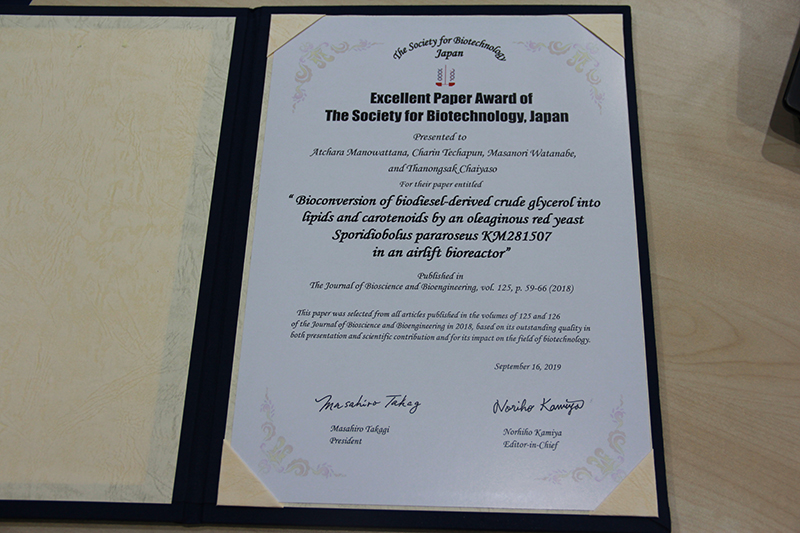 The Society for Biotechnology
Japan
Excellent Paper Award of
The Society for Biotechnology, Japan
Presented to
Atchara Manowattana, Charin Techapun, Masanori Watanabe,
and Thanongsak Chaiyaso
For their paper entitled
“ Bioconversion of biodiesel-derived crude glycerol into
lipids and carotenoids by an oleaginous red yeast
Sporidiobolus pararoseus KM281507
in an airlift bioreactor”
Published in
The Journal of Bioscience and Bioengineering, vol. 125, p. 59-66 (2018)
This paper was selected from all articles published in the volumes of 125 and 126
of the Journal of Bioscience and Bioengineering in 2018, based on its outstanding quality in
both presentation and scientific contribution and for its impact on the field of biotechnology.
September 16, 2019
Masahiro Takag
Noriho Kamiya
Masahiro Takagi
President
Norhiho Kamiya
Editor-in-Chief